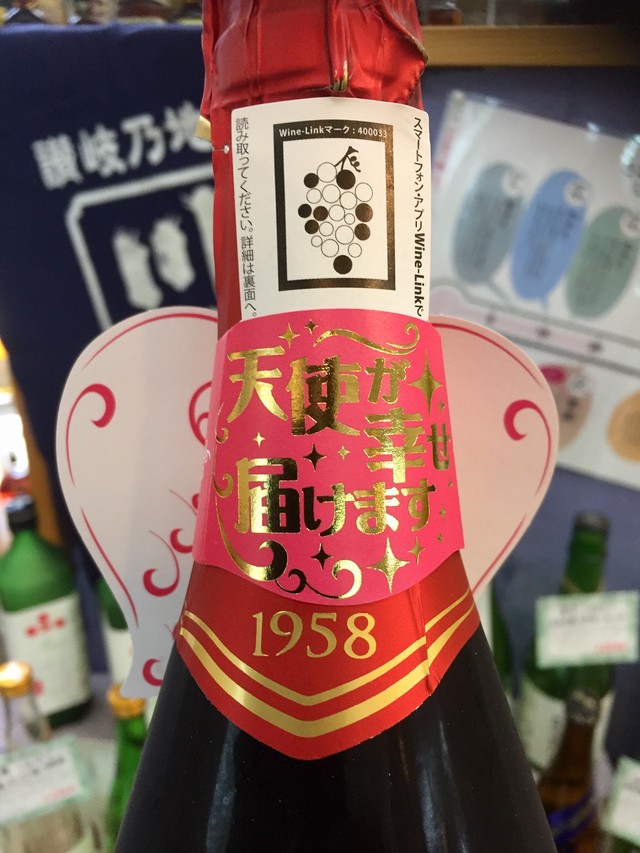 讃岐乃地
Wine-Linkマーク : 400033
スマートフォン・アプリWine-Linkで
読み取ってください。詳細は裏面へ。
天使が
幸せ
届けます
1958